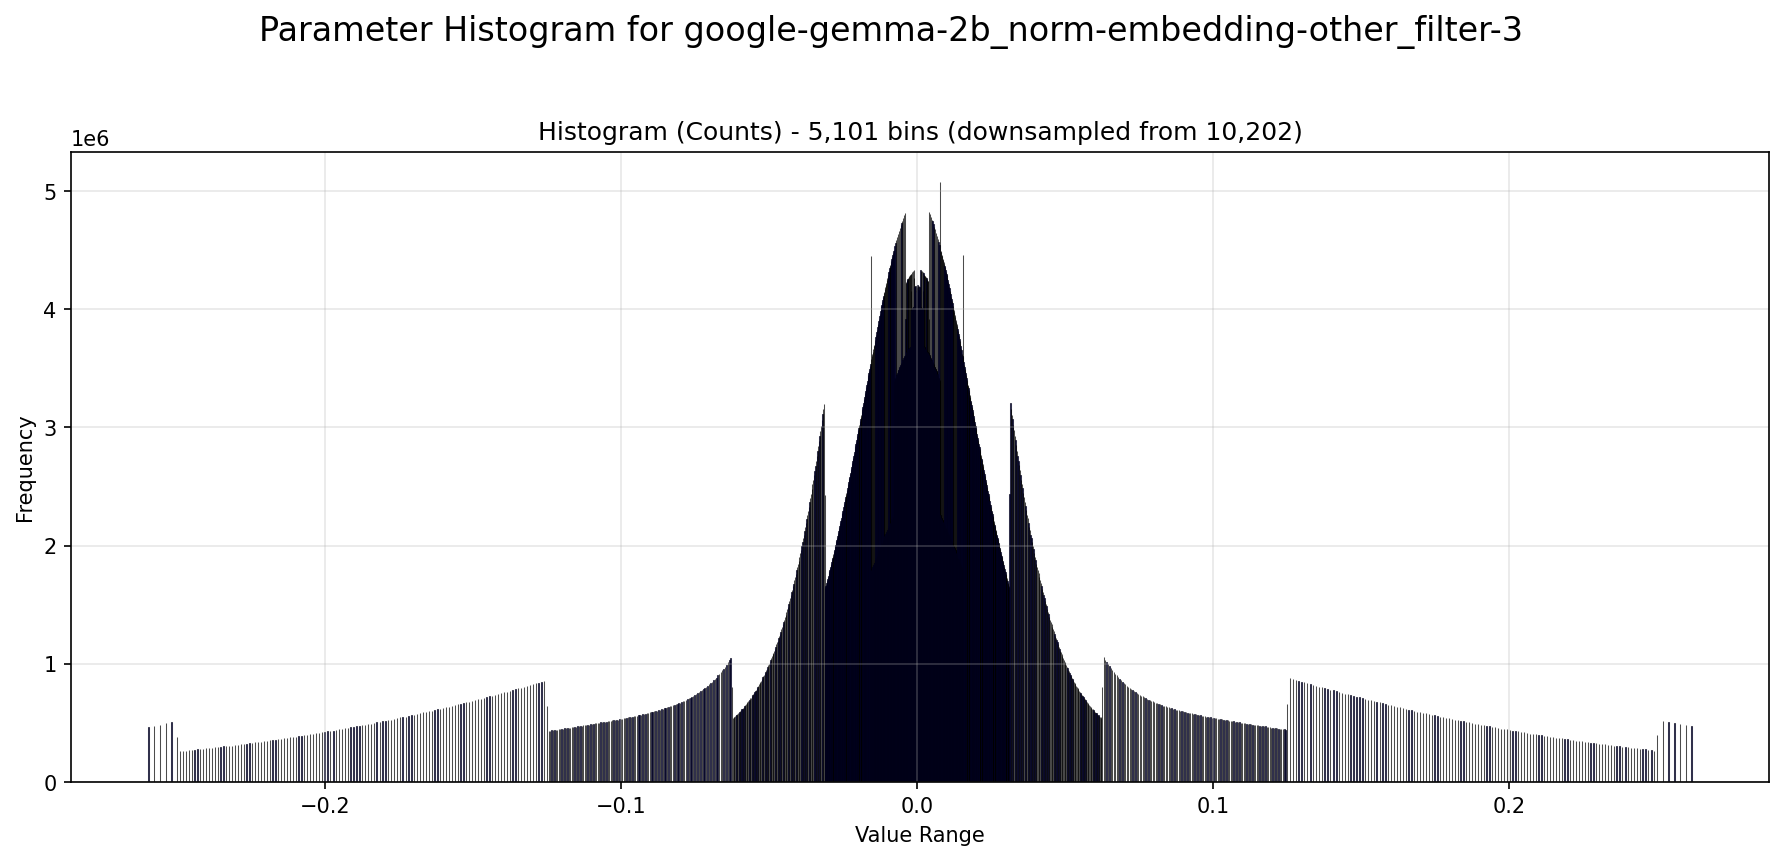 Parameter Histogram for google-gemma-2b_norm-embedding-other_filter-3
Histogram (Counts) - 5,101 bins (downsampled from 10,202)
1e6
5
4
3
2
1
0
Frequency
−0.2
−0.1
0.0
0.1
0.2
Value Range